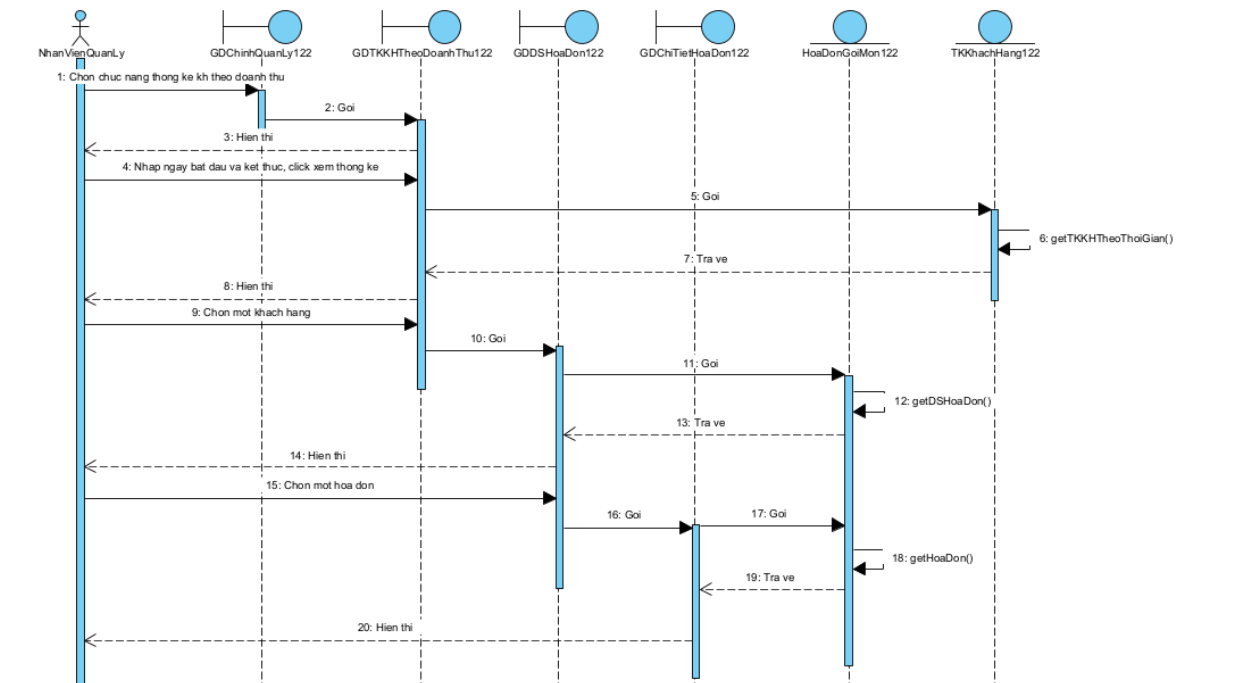 NhanVienQuanLy
GDChinhQuanLy122
GDTKKHTheoDoanhThu122
GDDSHoaDon122
GDChiTietHoaDon122
HoaDonGoiMon122
TKKhachHang122
1: Chon chuc nang thong ke kh theo doanh thu
2: Goi
3: Hien thi
4: Nhap ngay bat dau va ket thuc, click xem thong ke
5: Goi
6: getTKKHTheoThoiGian()
7: Tra ve
8: Hien thi
9: Chon mot khach hang
10: Goi
11: Goi
12: getDSHoaDon()
13: Tra ve
14: Hien thi
15: Chon mot hoa don
16: Goi
17: Goi
18: getHoaDon()
19: Tra ve
20: Hien thi